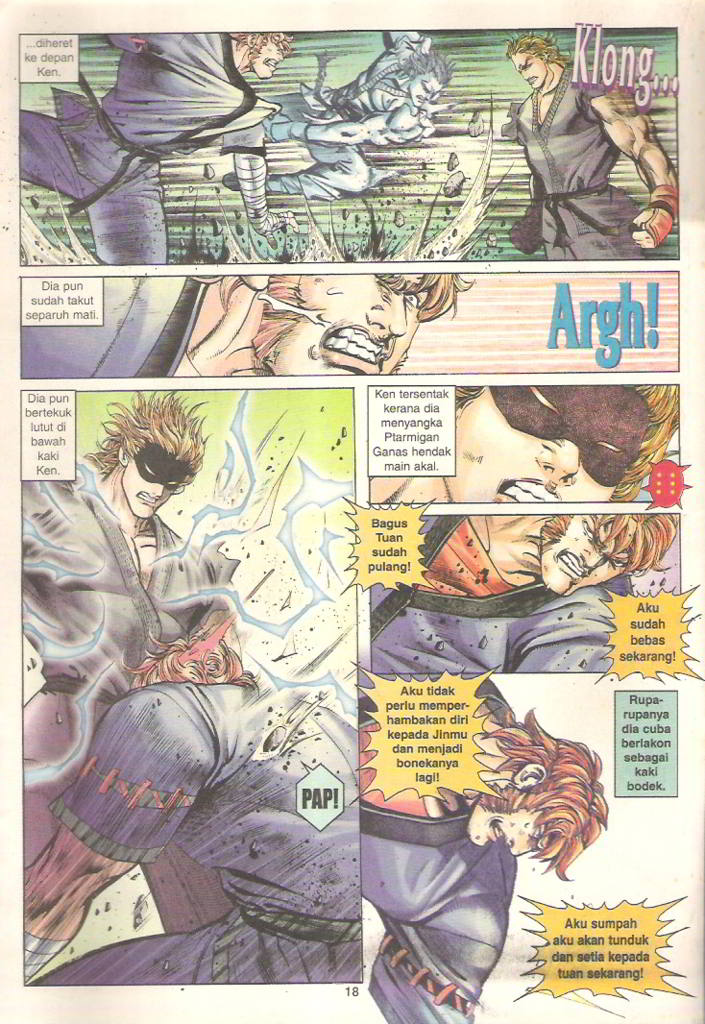 ...diheret
ke depan
Ken.
Klong...
Dia pun
sudah takut
separuh mati.
Argh!
Dia pun
bertekuk
lutut di
bawah
kaki
Ken.
PAP!
Ken tersentak
kerana dia
menyangka
Ptarmigan
Ganas hendak
main akal.
Bagus
Tuan
sudah
pulang!
Aku
sudah
bebas
sekarang!
Aku tidak
perlu memper-
hambakan diri
kepada Jinmu
dan menjadi
bonekanya
lagi!
Rupa-
rupanya
dia cuba
berlakon
sebagai
kaki
bodek.
Aku sumpah
aku akan tunduk
dan setia kepada
tuan sekarang!
18